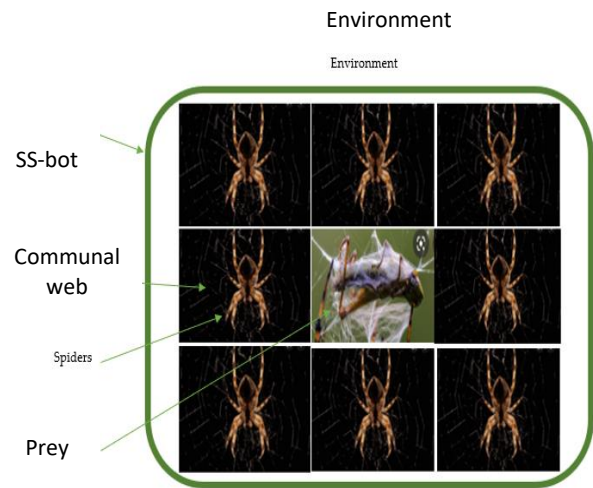 Environment
Environment
SS-bot
Communal
web
Spiders
Prey